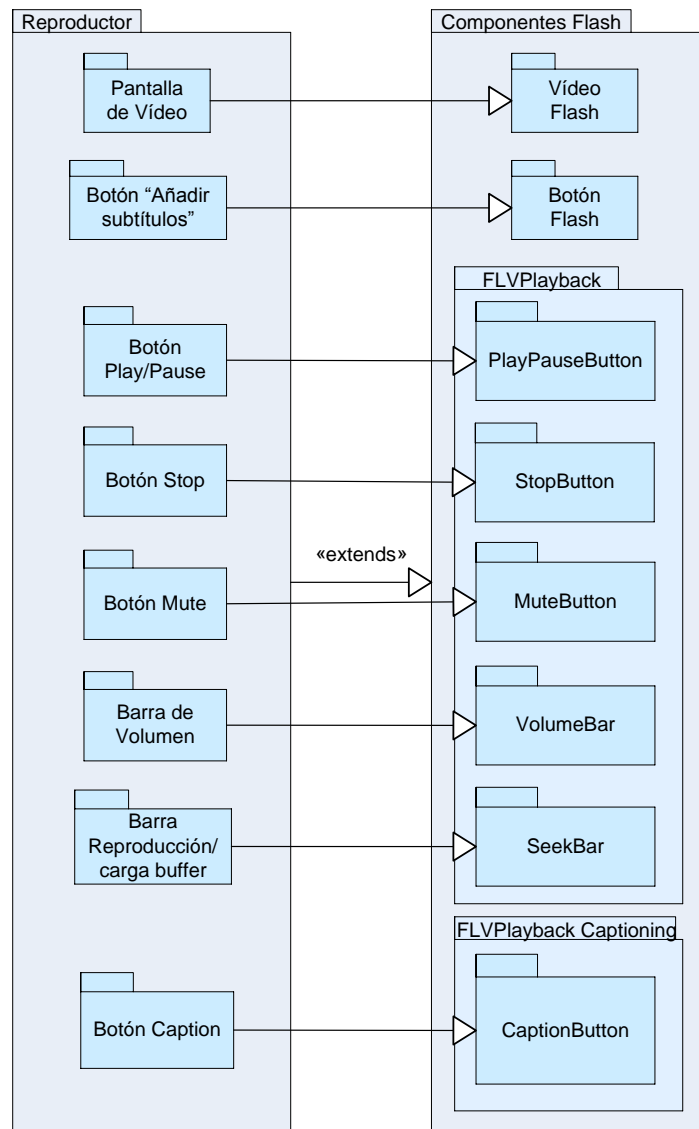 Reproductor
Componentes Flash
Pantalla
de Vídeo
Vídeo
Flash
Botón “Añadir
subtítulos”
Botón
Flash
FLVPlayback
Botón
Play/Pause
PlayPauseButton
Botón Stop
StopButton
«extends»
Botón Mute
MuteButton
Barra de
Volumen
VolumeBar
Barra
Reproducción/
carga buffer
SeekBar
FLVPlayback Captioning
Botón Caption
CaptionButton